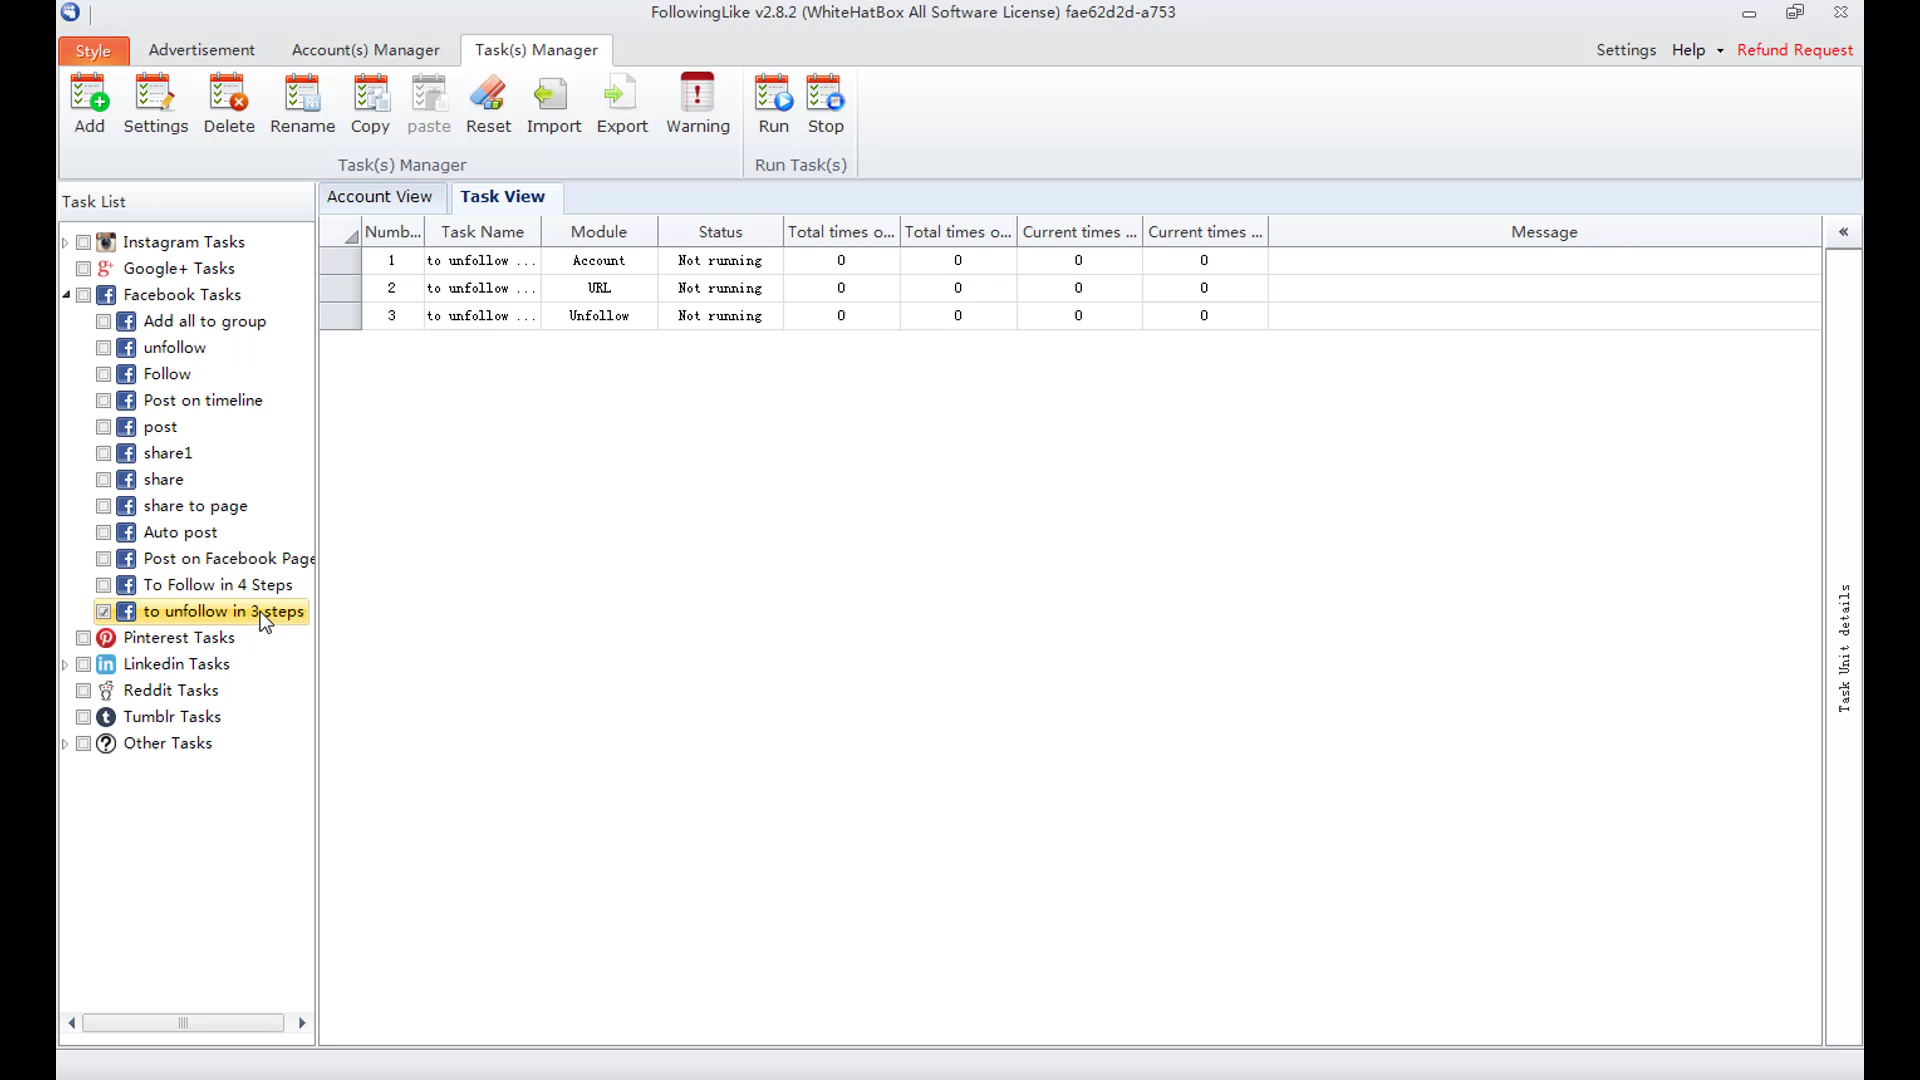 FollowingLike v2.8.2 (WhiteHatBox All Software License) fae62d2d-a753
Style Advertisement Account(s) Manager Task(s) Manager Settings Help Refund Request
Add Settings Delete Rename Copy paste Reset Import Export Warning Run Stop
Task(s) Manager Run Task(s)
Task List
Account View Task View
Numb... Task Name Module Status Total times o... Total times o... Current times ... Current times ... Message
1 to unfollow ... Account Not running 0 0 0 0
2 to unfollow ... URL Not running 0 0 0 0
3 to unfollow ... Unfollow Not running 0 0 0 0
Instagram Tasks
Google+ Tasks
Facebook Tasks
Add all to group
unfollow
Follow
Post on timeline
post
share1
share
share to page
Auto post
Post on Facebook Page
To Follow in 4 Steps
to unfollow in 3 steps
Pinterest Tasks
Linkedin Tasks
Reddit Tasks
Tumblr Tasks
Other Tasks
Task Unit details